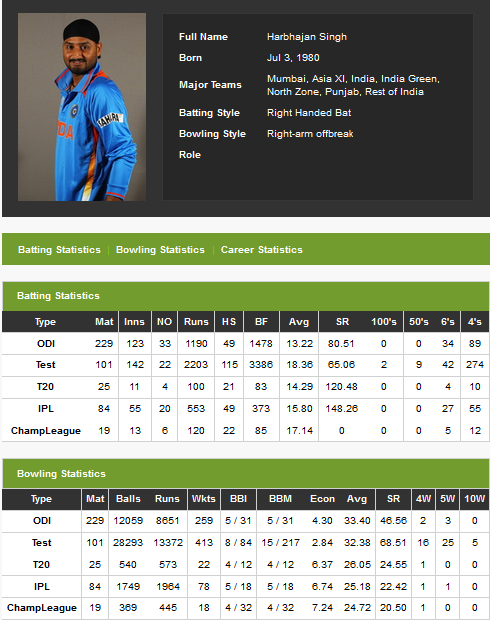 Full Name Harbhajan Singh
Born Jul 3, 1980
Major Teams Mumbai, Asia XI, India, India Green,
North Zone, Punjab, Rest of India
Batting Style Right Handed Bat
Bowling Style Right-arm offbreak
Role
SAHARA
DIA
Batting Statistics | Bowling Statistics | Career Statistics
Batting Statistics
Type Mat Inns NO Runs HS BF Avg SR 100's 50's 6's 4's
ODI 229 123 33 1190 49 1478 13.22 80.51 0 0 34 89
Test 101 142 22 2203 115 3386 18.36 65.06 2 9 42 274
T20 25 11 4 100 21 83 14.29 120.48 0 0 4 10
IPL 84 55 20 553 49 373 15.80 148.26 0 0 27 55
ChampLeague 19 13 6 120 22 85 17.14 0 0 0 5 12
Bowling Statistics
Type Mat Balls Runs Wkts BBI BBM Econ Avg SR 4W 5W 10W
ODI 229 12059 8651 259 5 / 31 5 / 31 4.30 33.40 46.56 2 3 0
Test 101 28293 13372 413 8 / 84 15 / 217 2.84 32.38 68.51 16 25 5
T20 25 540 573 22 4 / 12 4 / 12 6.37 26.05 24.55 1 0 0
IPL 84 1749 1964 78 5 / 18 5 / 18 6.74 25.18 22.42 1 1 0
ChampLeague 19 369 445 18 4 / 32 4 / 32 7.24 24.72 20.50 1 0 0